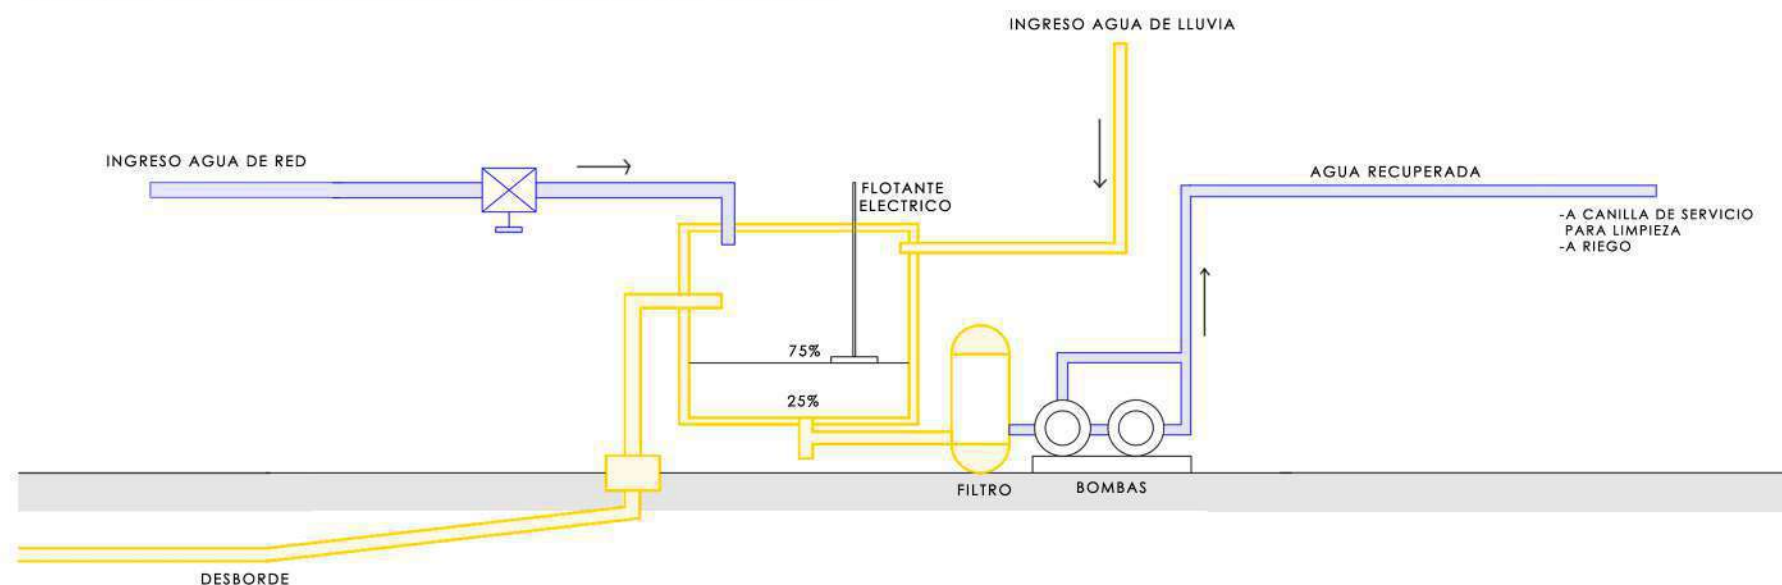 INGRESO AGUA DE LLUVIA
INGRESO AGUA DE RED
FLOTANTE
ELECTRICO
AGUA RECUPERADA
-A CANILLA DE SERVICIO
PARA LIMPIEZA
-A RIEGO
75%
25%
FILTRO
BOMBAS
DESBORDE